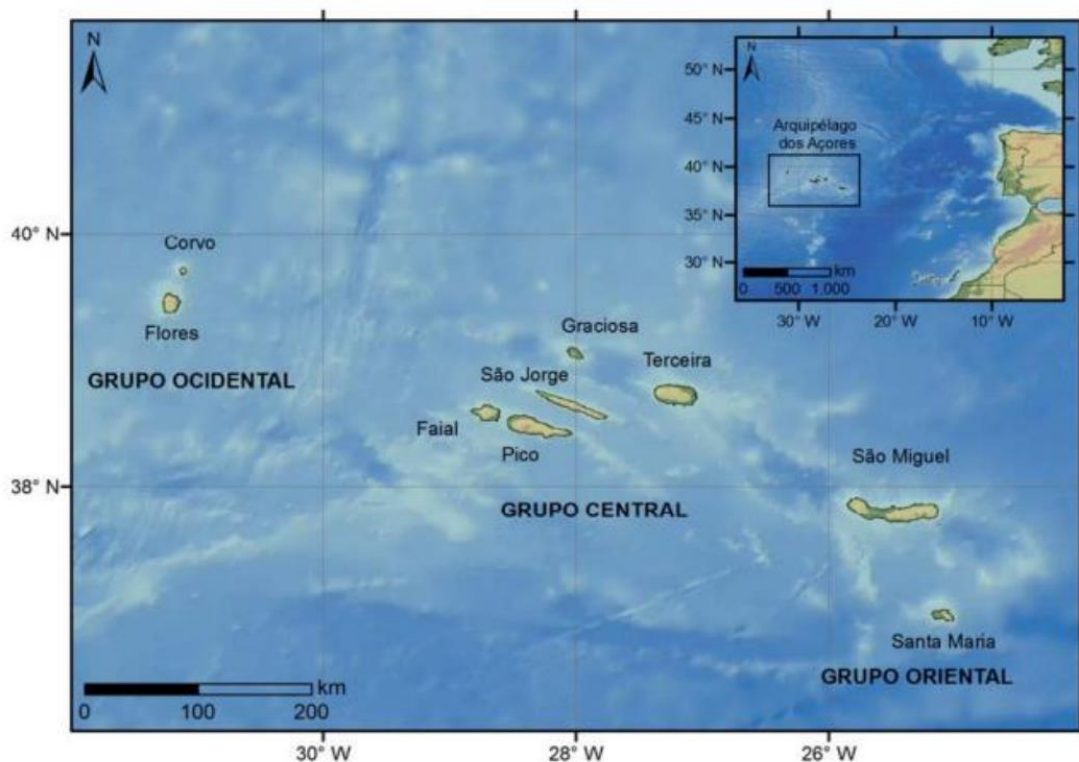 N
40° N
38° N
30° W
28° W
26° W
Corvo
Flores
GRUPO OCIDENTAL
Graciosa
São Jorge
Terceira
Faial
Pico
GRUPO CENTRAL
São Miguel
Santa Maria
GRUPO ORIENTAL
km
0 100 200
N
50° N
45° N
40° N
35° N
30° N
Arquipélago
dos Açores
km
0 500 1.000
30° W 20° W 10° W